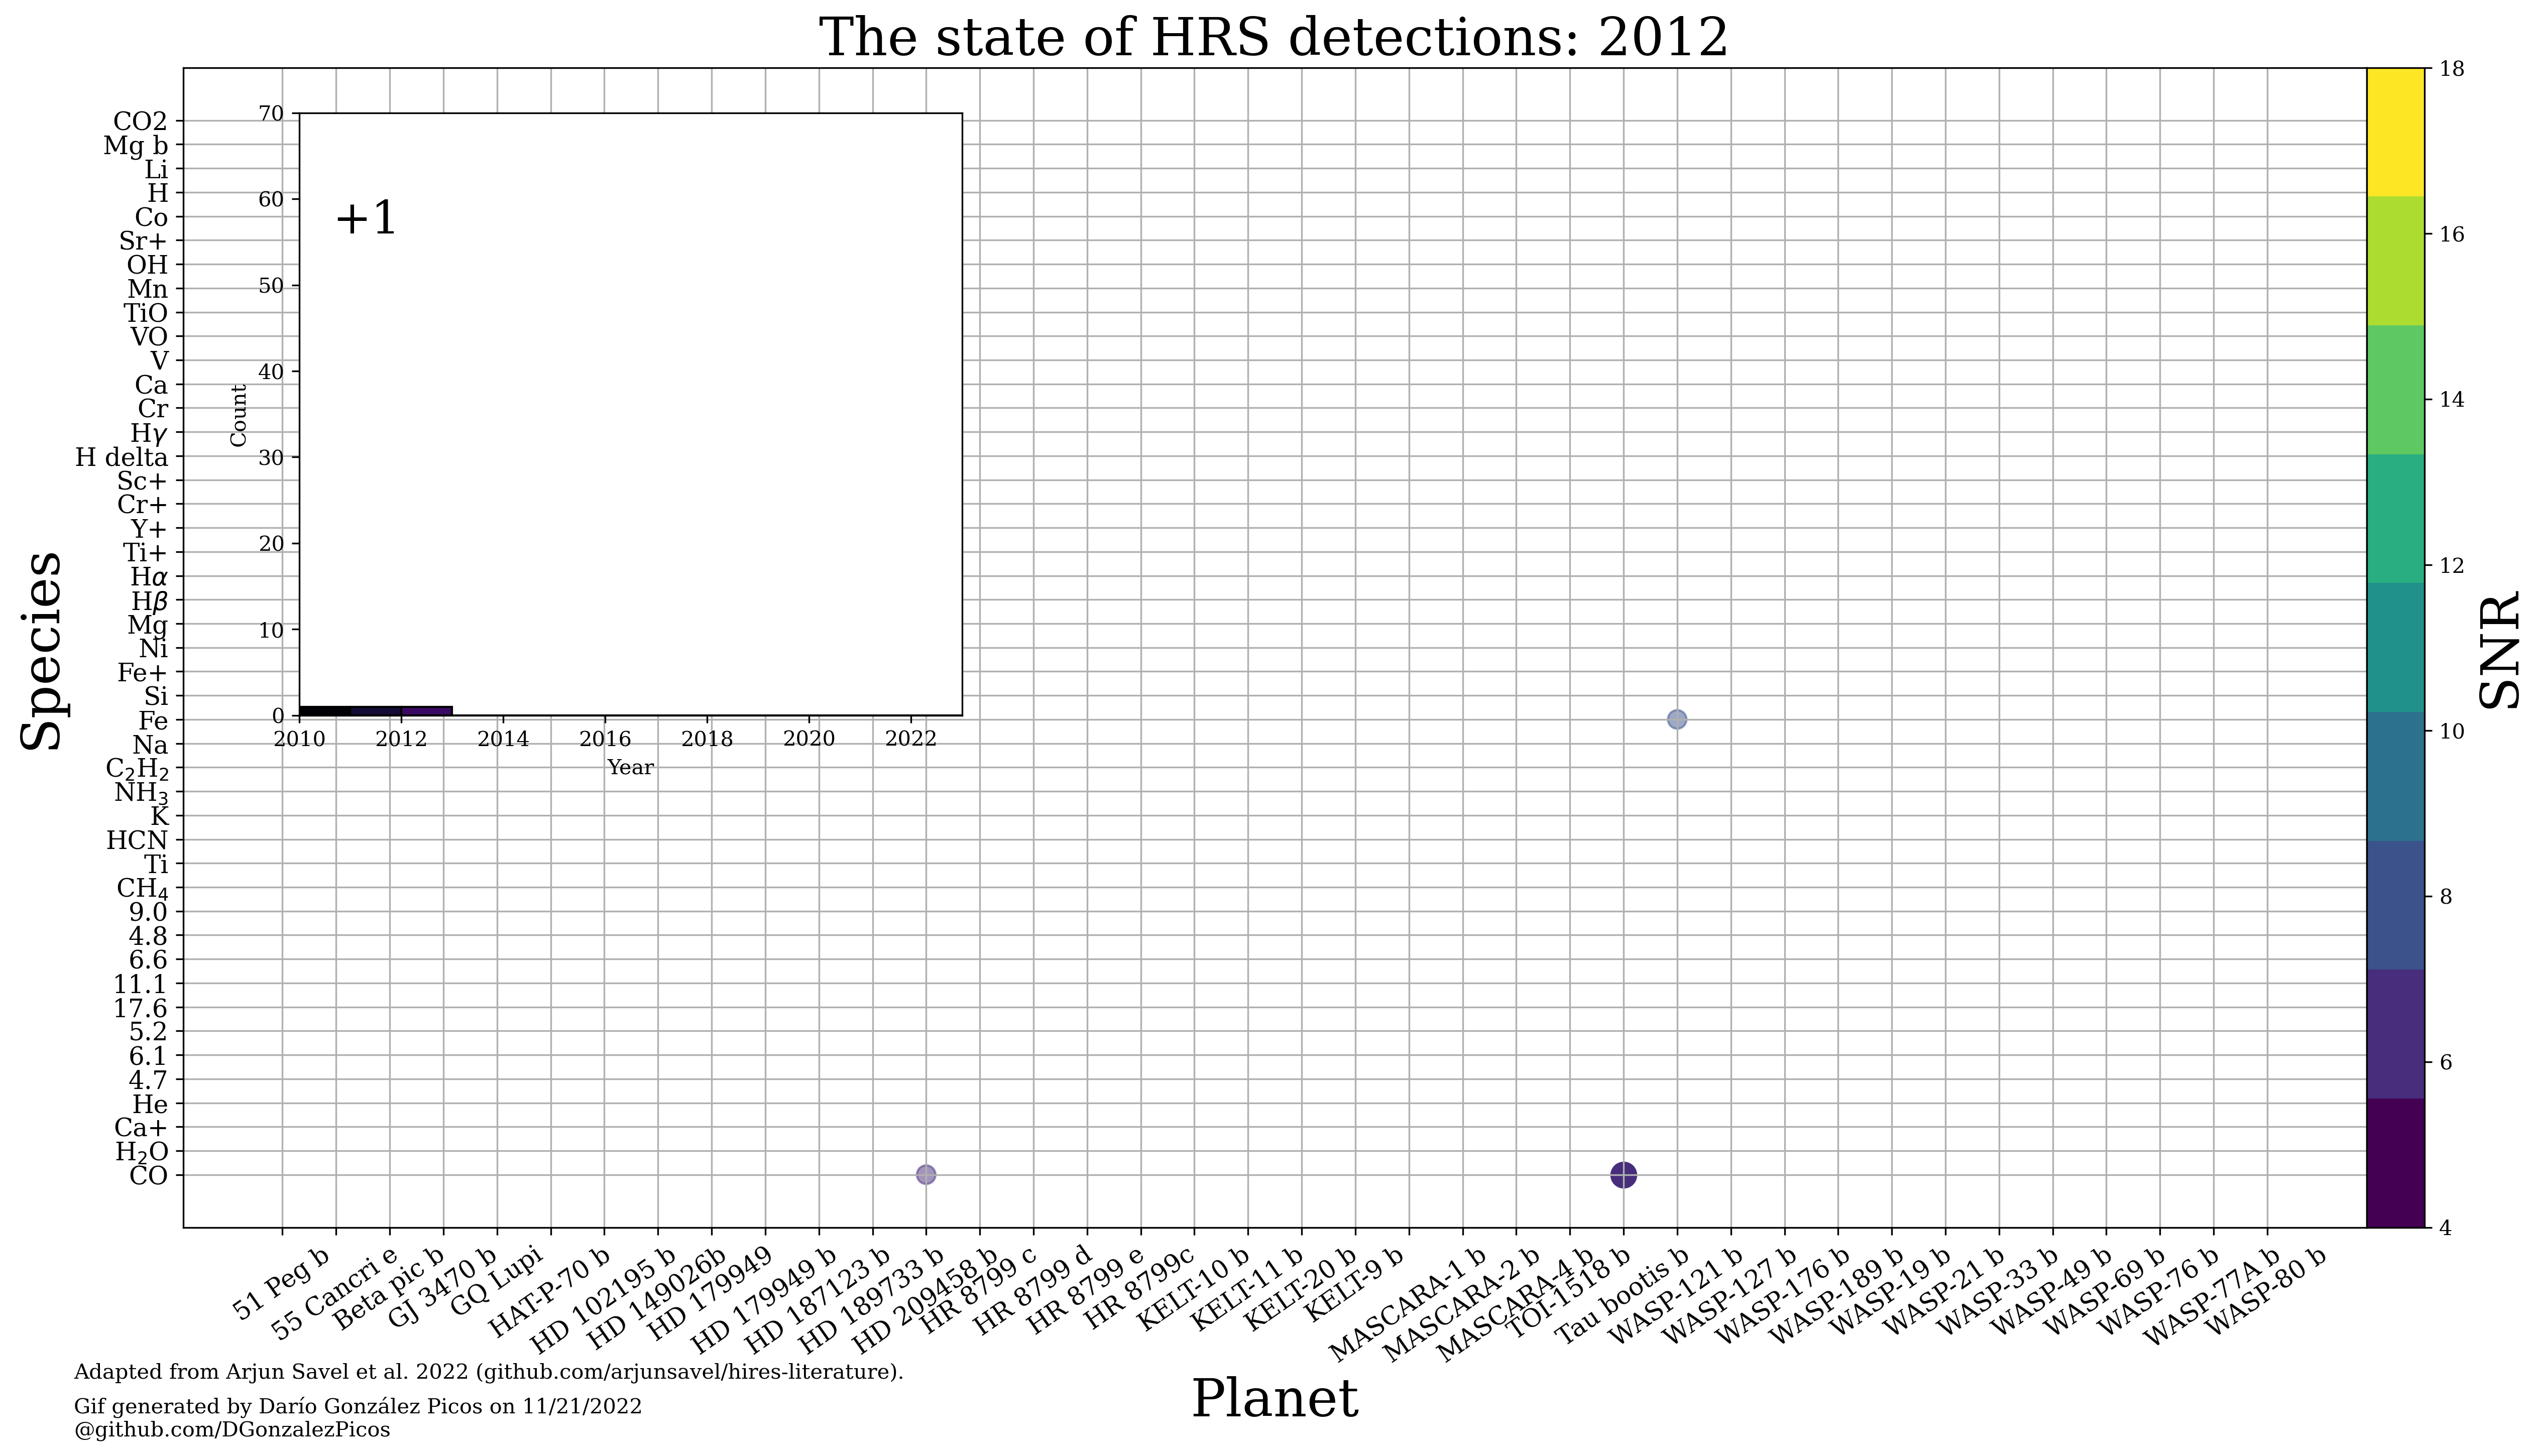 The state of HRS detections: 2012
Species
CO2
Mg b
Li
H
Co
Sr+
OH
Mn
TiO
VO
V
Ca
Cr
Hγ
H delta
Sc+
Cr+
Y+
Ti+
Hα
Hβ
Mg
Ni
Fe+
Si
Fe
Na
C₂H₂
NH₃
K
HCN
Ti
CH₄
9.0
4.8
6.6
11.1
17.6
5.2
6.1
4.7
He
Ca+
H₂O
CO
Count
70
60
50
40
30
20
10
0
+1
2010 2012 2014 2016 2018 2020 2022
Year
18
16
14
12
10
8
6
4
SNR
51 Peg b
55 Cancri e
Beta pic b
GJ 3470 b
GQ Lupi
HAT-P-70 b
HD 102195 b
HD 149026b
HD 179949
HD 179949 b
HD 187123 b
HD 189733 b
HD 209458 b
HR 8799 c
HR 8799 d
HR 8799 e
HR 8799c
KELT-10 b
KELT-11 b
KELT-20 b
KELT-9 b
MASCARA-1 b
MASCARA-2 b
MASCARA-4 b
TOI-1518 b
Tau bootis b
WASP-121 b
WASP-127 b
WASP-176 b
WASP-189 b
WASP-19 b
WASP-21 b
WASP-33 b
WASP-49 b
WASP-69 b
WASP-76 b
WASP-77A b
WASP-80 b
Planet
Adapted from Arjun Savel et al. 2022 (github.com/arjunsavel/hires-literature).
Gif generated by Darío González Picos on 11/21/2022
@github.com/DGonzalezPicos